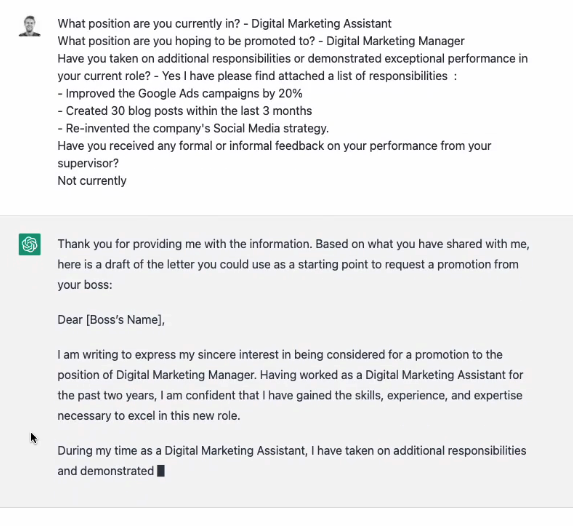 What position are you currently in? - Digital Marketing Assistant
What position are you hoping to be promoted to? - Digital Marketing Manager
Have you taken on additional responsibilities or demonstrated exceptional performance in
your current role? - Yes I have please find attached a list of responsibilities  :
- Improved the Google Ads campaigns by 20%
- Created 30 blog posts within the last 3 months
- Re-invented the company's Social Media strategy.
Have you received any formal or informal feedback on your performance from your
supervisor?
Not currently
Thank you for providing me with the information. Based on what you have shared with me,
here is a draft of the letter you could use as a starting point to request a promotion from
your boss:
Dear [Boss's Name],
I am writing to express my sincere interest in being considered for a promotion to the
position of Digital Marketing Manager. Having worked as a Digital Marketing Assistant for
the past two years, I am confident that I have gained the skills, experience, and expertise
necessary to excel in this new role.
During my time as a Digital Marketing Assistant, I have taken on additional responsibilities
and demonstrated